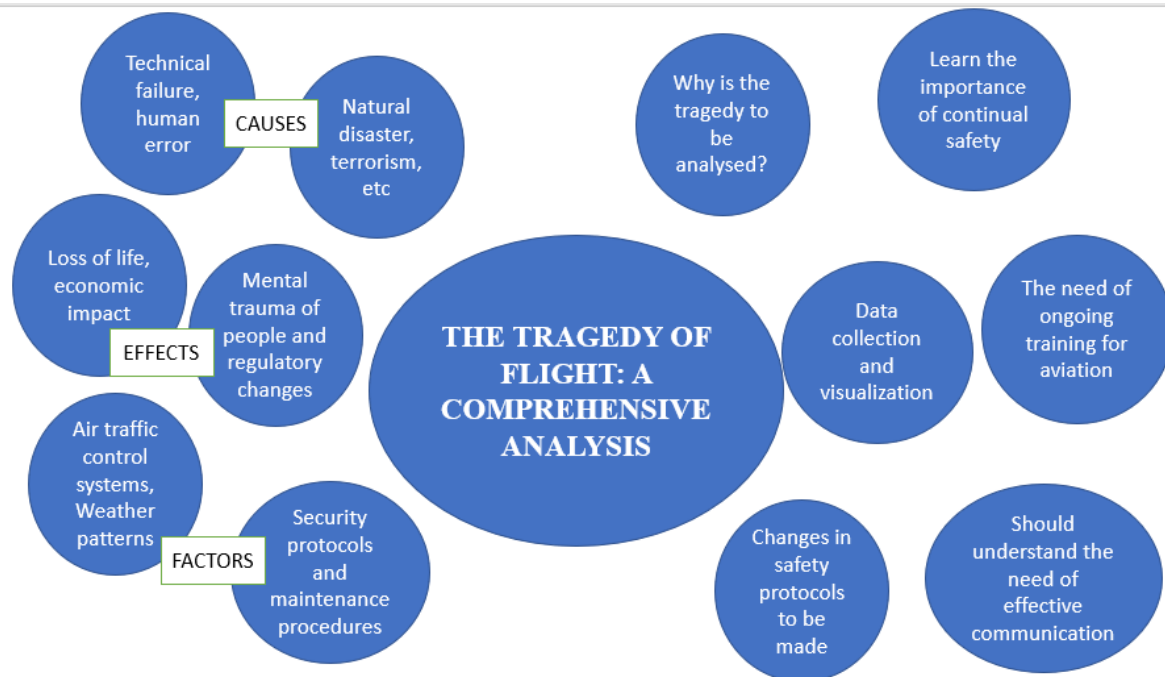 Technical
failure,
human
error
CAUSES
Natural
disaster,
terrorism,
etc
Loss of life,
economic
impact
EFFECTS
Mental
trauma of
people and
regulatory
changes
Air traffic
control
systems,
Weather
patterns
FACTORS
Security
protocols
and
maintenance
procedures
THE TRAGEDY OF
FLIGHT: A
COMPREHENSIVE
ANALYSIS
Why is the
tragedy to
be
analysed?
Learn the
importance
of continual
safety
Data
collection
and
visualization
The need of
ongoing
training for
aviation
Changes in
safety
protocols
to be
made
Should
understand the
need of
effective
communication